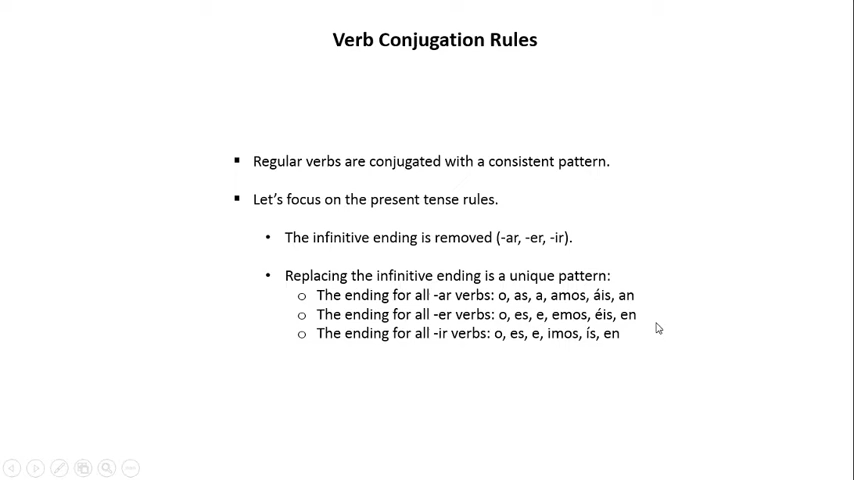 Verb Conjugation Rules
▪ Regular verbs are conjugated with a consistent pattern.
▪ Let’s focus on the present tense rules.
• The infinitive ending is removed (-ar, -er, -ir).
• Replacing the infinitive ending is a unique pattern:
o The ending for all -ar verbs: o, as, a, amos, áis, an
o The ending for all -er verbs: o, es, e, emos, éis, en
o The ending for all -ir verbs: o, es, e, imos, ís, en